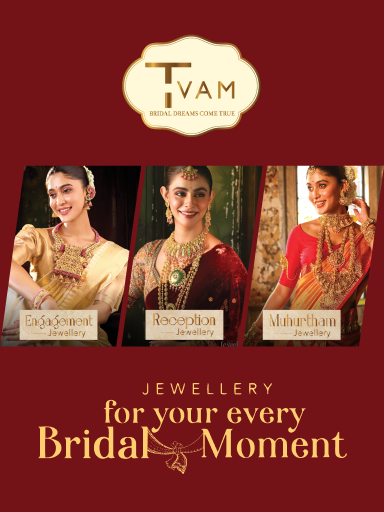 TVAM
BRIDAL DREAMS COME TRUE
Engagement
Jewellery
Reception
Jewellery
Muhurtham
Jewellery
JEWELLERY
for your every
Bridal Moment